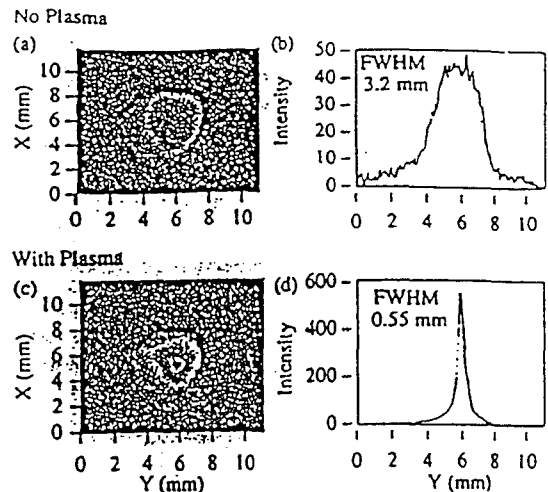 No Plasma
(a)
X (mm)
10
8
6
4
2
0
0 2 4 6 8 10
(b)
Intensity
50
40
30
20
10
0
FWHM
3.2 mm
0 2 4 6 8 10
With Plasma
(c)
X (mm)
10
8
6
4
2
0
0 2 4 6 8 10
Y (mm)
(d)
Intensity
600
400
200
0
FWHM
0.55 mm
0 2 4 6 8 10
Y (mm)